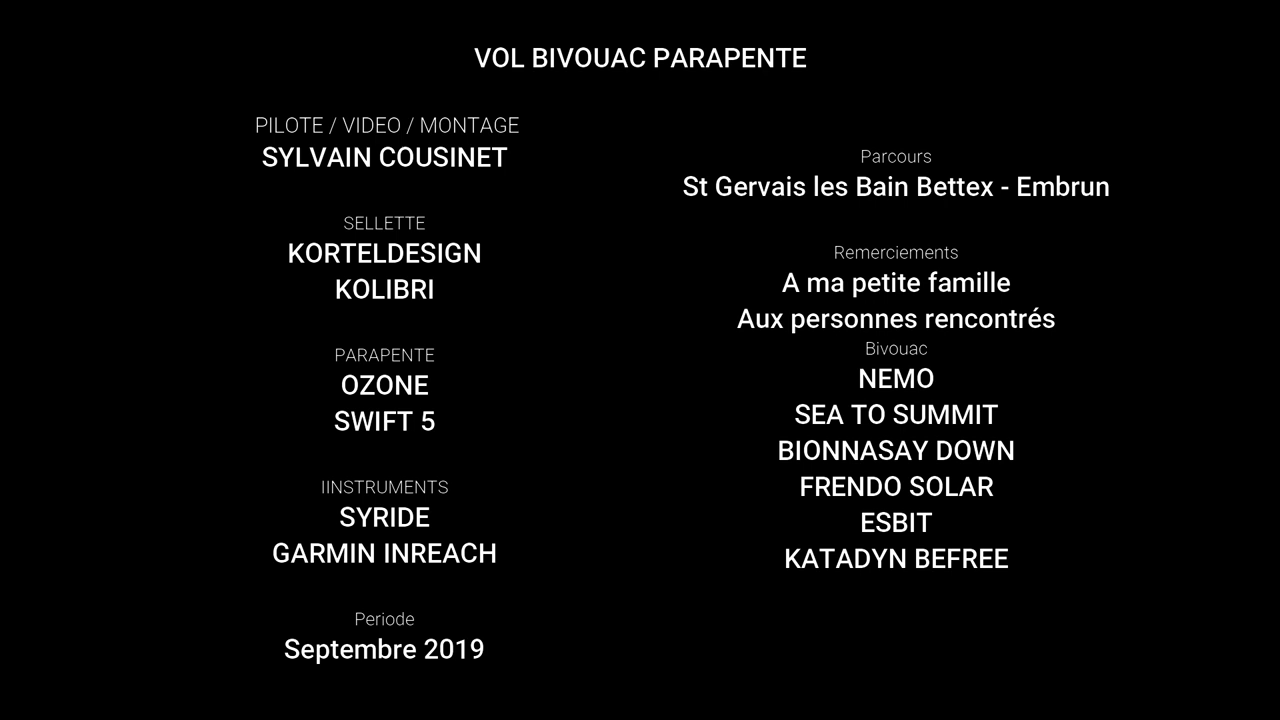 VOL BIVOUAC PARAPENTE
PILOTE / VIDEO / MONTAGE
SYLVAIN COUSINET
SELLETTE
KORTELDESIGN
KOLIBRI
PARAPENTE
OZONE
SWIFT 5
IINSTRUMENTS
SYRIDE
GARMIN INREACH
Periode
Septembre 2019
Parcours
St Gervais les Bain Bettex - Embrun
Remerciements
A ma petite famille
Aux personnes rencontrés
Bivouac
NEMO
SEA TO SUMMIT
BIONNASAY DOWN
FRENDO SOLAR
ESBIT
KATADYN BEFREE